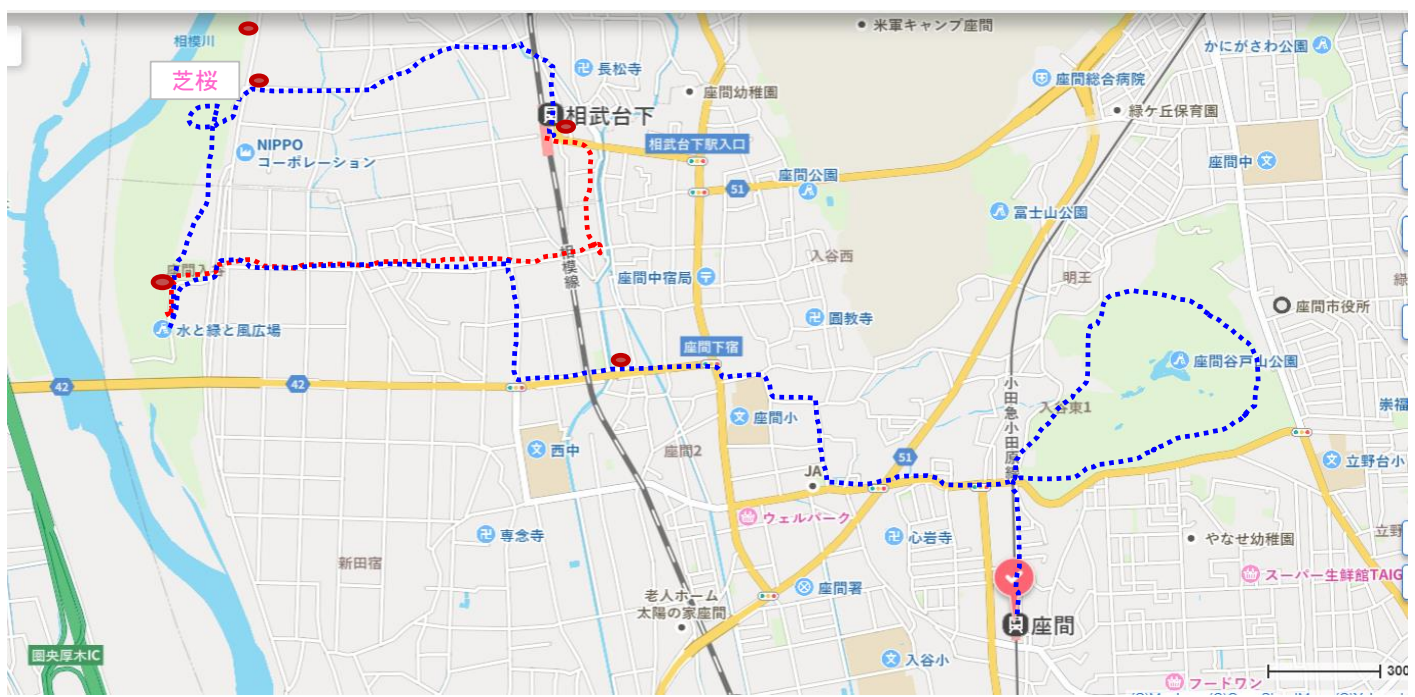 米軍キャンプ座間
相模川
かにがさわ公園
芝桜
長松寺
座間総合病院
座間幼稚園
緑ケ丘保育園
相武台下
NIPPO
コーポレーション
相武台下駅入口
座間中
座間公園
51
富士山公園
座間入谷
相模線
入谷西
座間中宿局
明王
緑
座間市役所
圓教寺
水と緑と風広場
座間下宿
座間谷戸山公園
42
42
小田急小田原線
入谷東1
崇福
座間小
西中
座間2
51
JA
立野台小
ウェルパーク
専念寺
心岩寺
やなせ幼稚園
立野
新田宿
スーパー生鮮館TAIG
座間署
老人ホーム
太陽の家座間
座間
圏央厚木IC
入谷小
フードワン
300